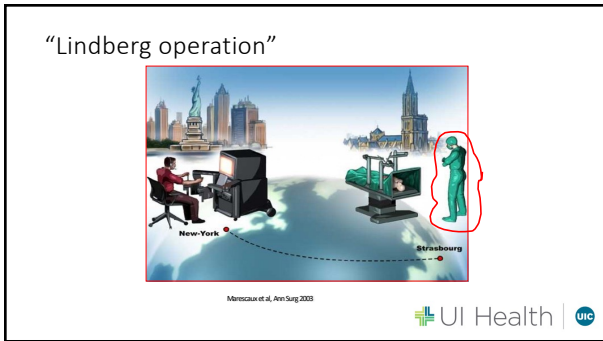 “Lindberg operation”
New-York
Strasbourg
Marescaux et al, Ann Surg 2003
UI Health
UIC